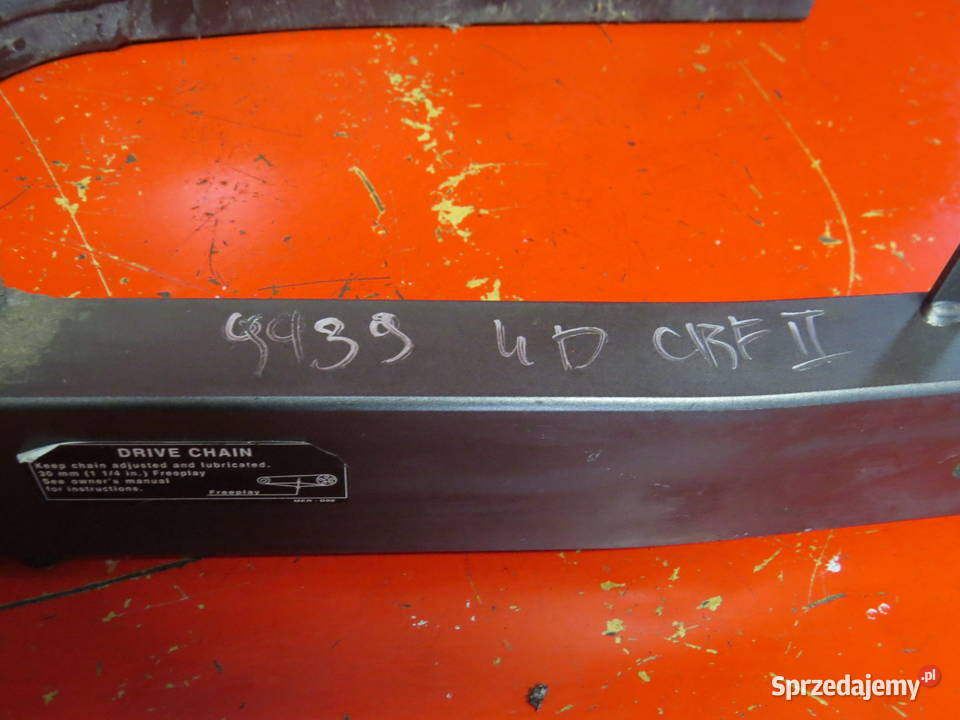 9939 4D CBF II
DRIVE CHAIN
Keep chain adjusted and lubricated.
30 mm (1 1/4 in.) Freeplay
See owner's manual
for instructions.
Freeplay
Sprzedajemy.pl